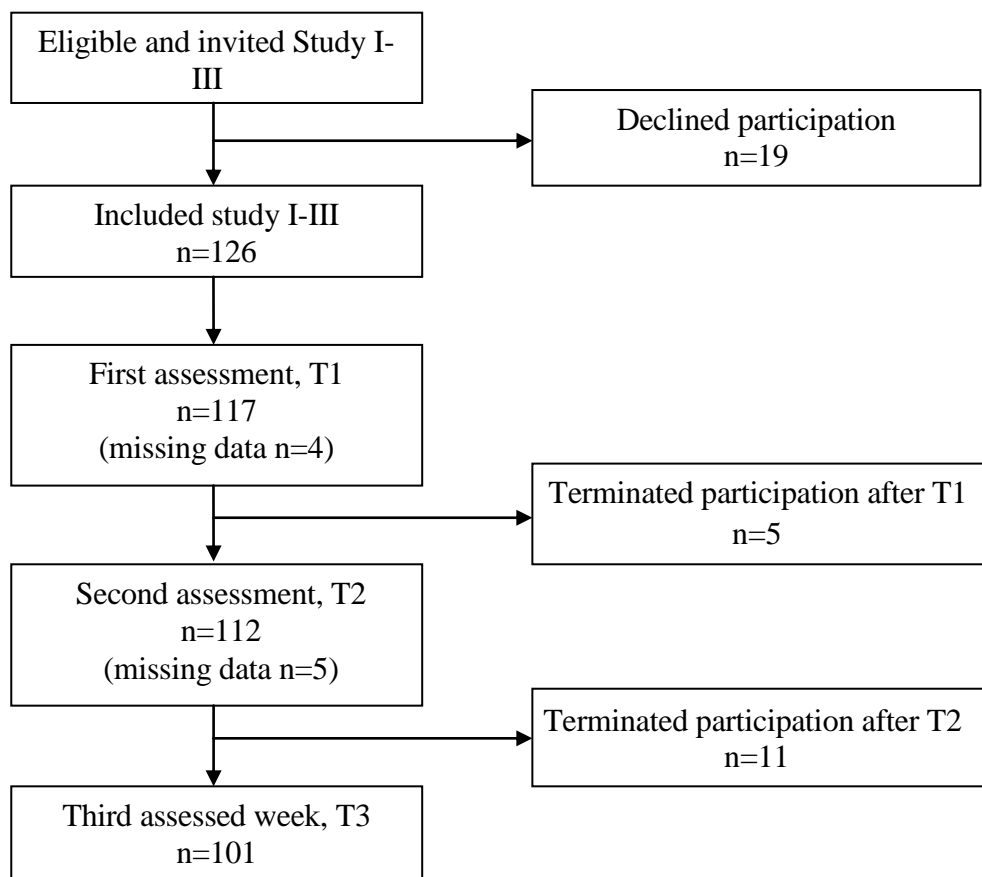 Eligible and invited Study I-
III
Declined participation
n=19
Included study I-III
n=126
First assessment, T1
n=117
(missing data n=4)
Terminated participation after T1
n=5
Second assessment, T2
n=112
(missing data n=5)
Terminated participation after T2
n=11
Third assessed week, T3
n=101